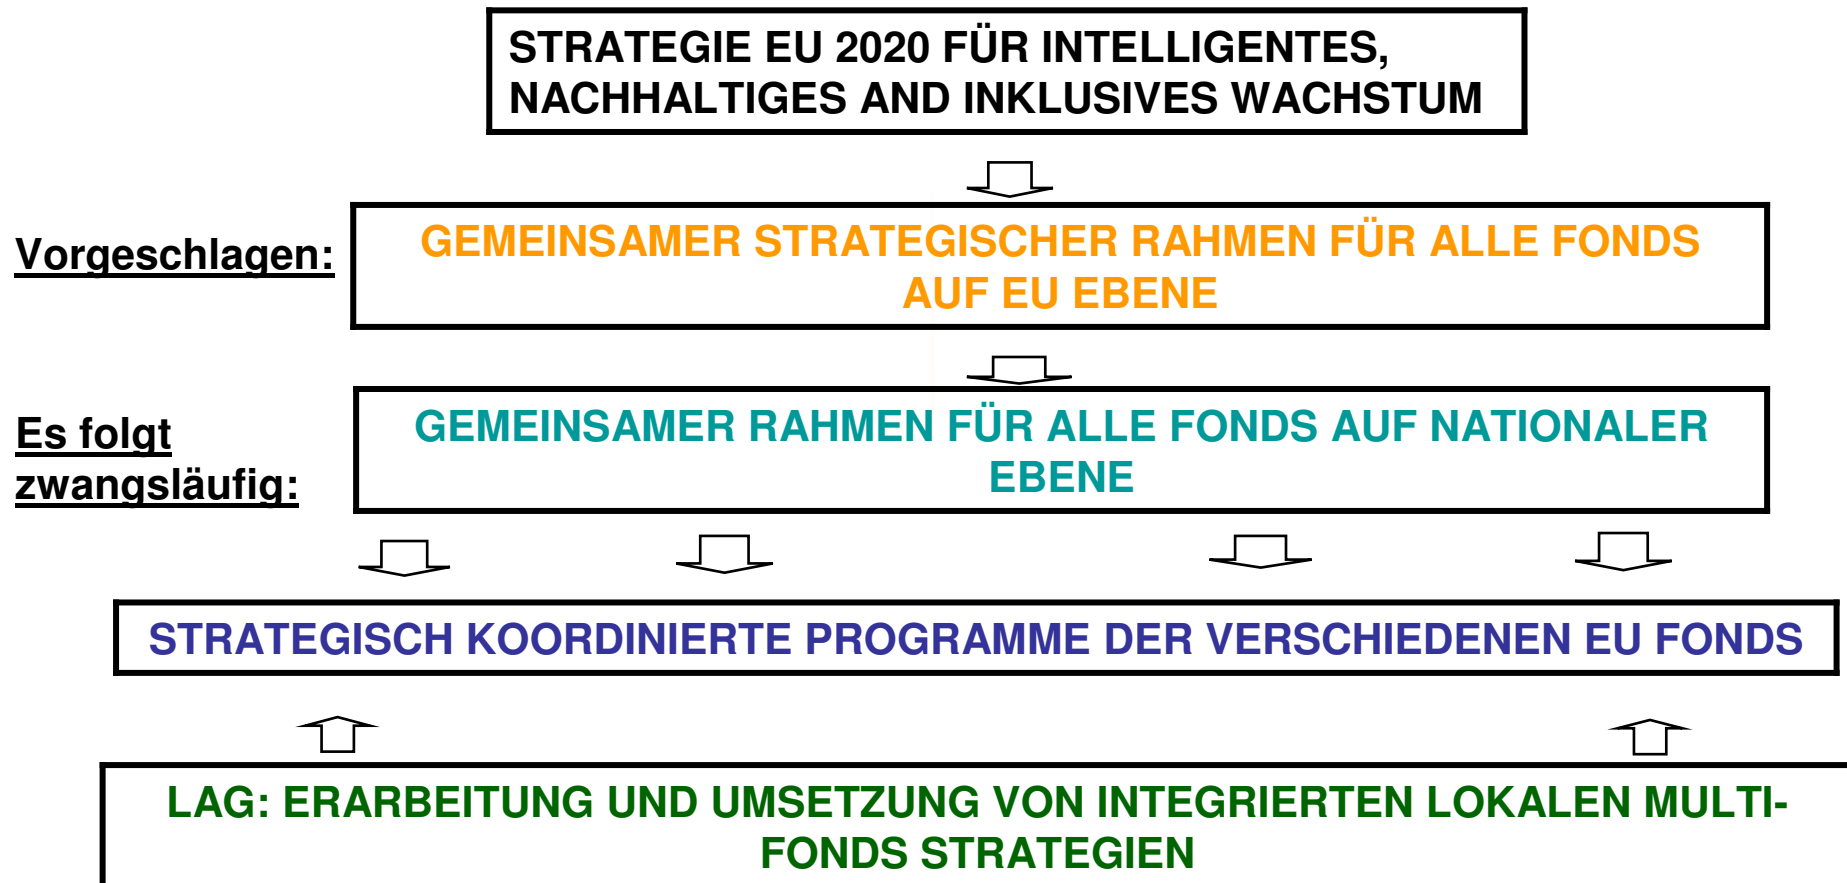 STRATEGIE EU 2020 FÜR INTELLIGENTES,
NACHHALTIGES AND INKLUSIVES WACHSTUM
Vorgeschlagen:
GEMEINSAMER STRATEGISCHER RAHMEN FÜR ALLE FONDS
AUF EU EBENE
Es folgt
zwangsläufig:
GEMEINSAMER RAHMEN FÜR ALLE FONDS AUF NATIONALER
EBENE
STRATEGISCH KOORDINIERTE PROGRAMME DER VERSCHIEDENEN EU FONDS
LAG: ERARBEITUNG UND UMSETZUNG VON INTEGRIERTEN LOKALEN MULTI-
FONDS STRATEGIEN